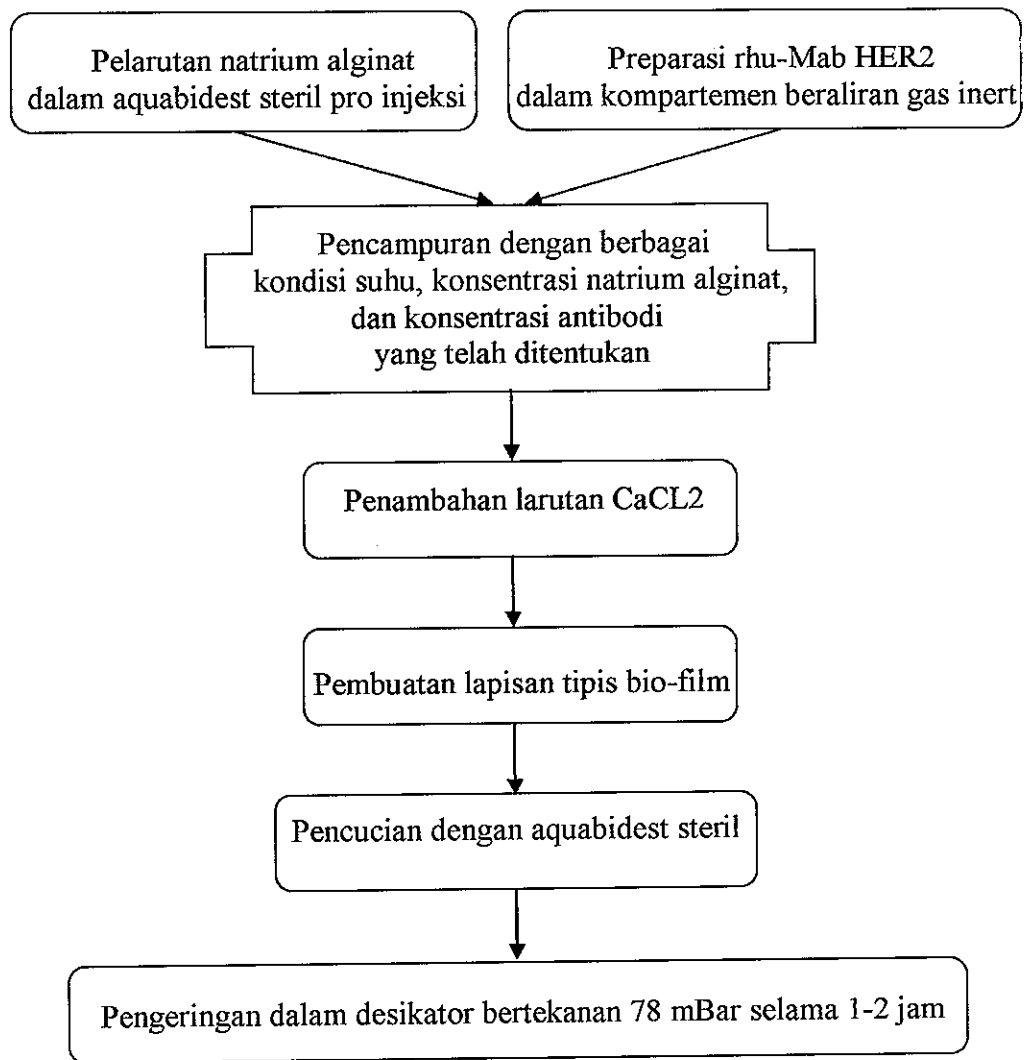 Pelarutan natrium alginat
dalam aquabidest steril pro injeksi
Preparasi rhu-Mab HER2
dalam kompartemen beraliran gas inert
Pencampuran dengan berbagai
kondisi suhu, konsentrasi natrium alginat,
dan konsentrasi antibodi
yang telah ditentukan
Penambahan larutan CaCL2
Pembuatan lapisan tipis bio-film
Pencucian dengan aquabidest steril
Pengeringan dalam desikator bertekanan 78 mBar selama 1-2 jam